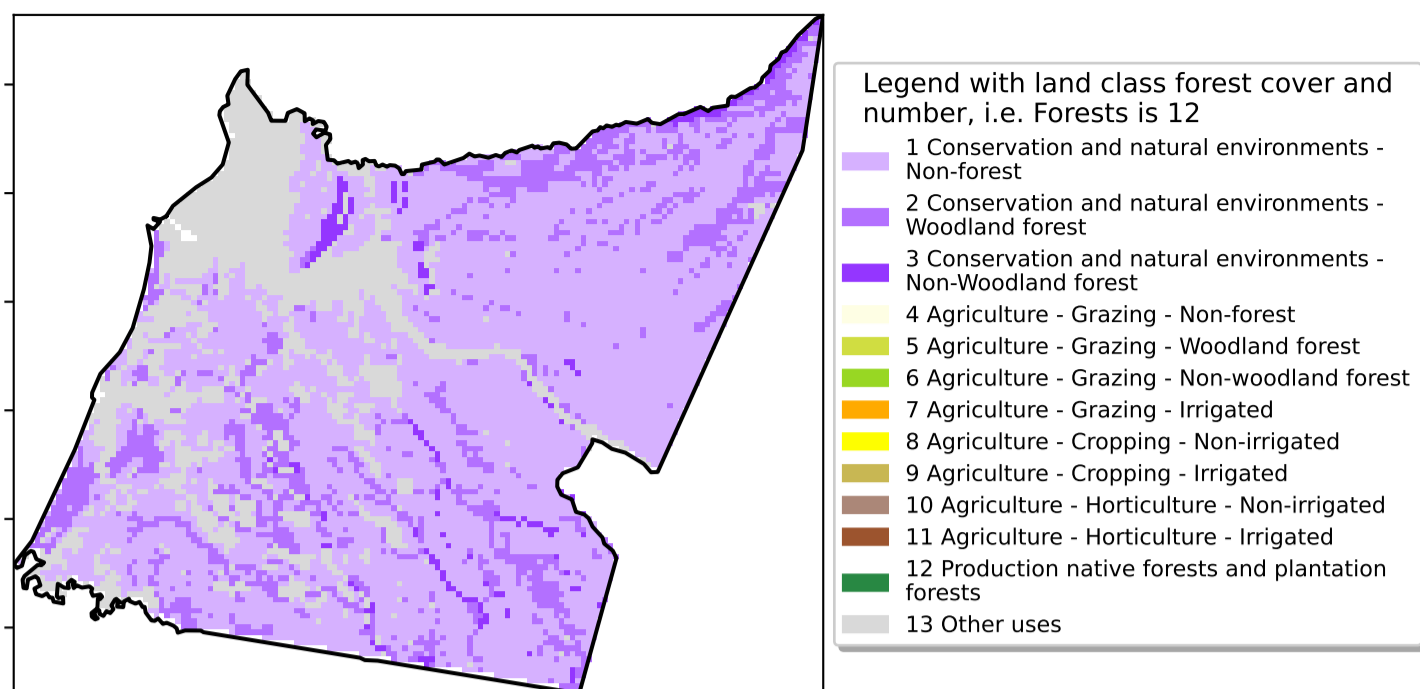 Legend with land class forest cover and
number, i.e. Forests is 12
1 Conservation and natural environments -
Non-forest
2 Conservation and natural environments -
Woodland forest
3 Conservation and natural environments -
Non-Woodland forest
4 Agriculture - Grazing - Non-forest
5 Agriculture - Grazing - Woodland forest
6 Agriculture - Grazing - Non-woodland forest
7 Agriculture - Grazing - Irrigated
8 Agriculture - Cropping - Non-irrigated
9 Agriculture - Cropping - Irrigated
10 Agriculture - Horticulture - Non-irrigated
11 Agriculture - Horticulture - Irrigated
12 Production native forests and plantation
forests
13 Other uses